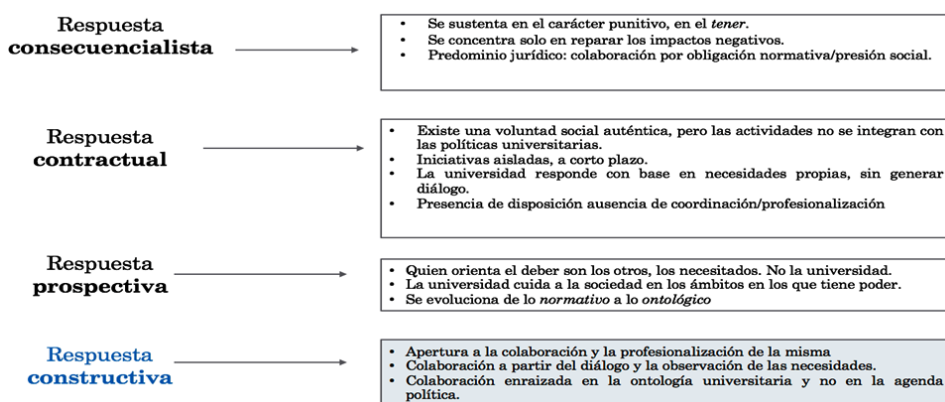 Respuesta
consecuencialista
• Se sustenta en el carácter punitivo, en el tener.
• Se concentra solo en reparar los impactos negativos.
• Predominio jurídico: colaboración por obligación normativa/presión social.
Respuesta
contractual
• Existe una voluntad social auténtica, pero las actividades no se integran con
las políticas universitarias.
• Iniciativas aisladas, a corto plazo.
• La universidad responde con base en necesidades propias, sin generar
diálogo.
• Presencia de disposición ausencia de coordinación/profesionalización
Respuesta
prospectiva
• Quien orienta el deber son los otros, los necesitados. No la universidad.
• La universidad cuida a la sociedad en los ámbitos en los que tiene poder.
• Se evoluciona de lo normativo a lo ontológico
Respuesta
constructiva
• Apertura a la colaboración y la profesionalización de la misma
• Colaboración a partir del diálogo y la observación de las necesidades.
• Colaboración enraizada en la ontología universitaria y no en la agenda
política.